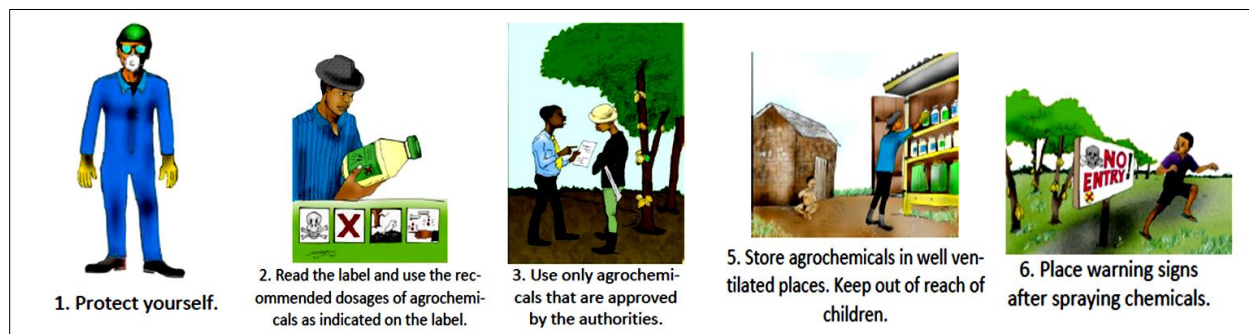 1. Protect yourself.
2. Read the label and use the rec-
ommended dosages of agrochemi-
cals as indicated on the label.
3. Use only agrochemi-
cals that are approved
by the authorities.
5. Store agrochemicals in well ven-
tilated places. Keep out of reach of
children.
NO
ENTRY!
6. Place warning signs
after spraying chemicals.